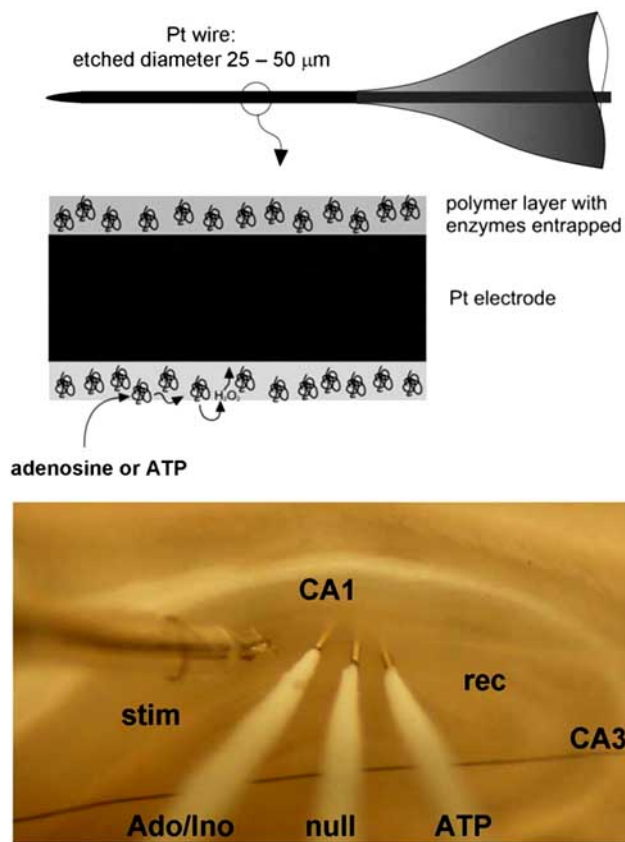 Pt wire:
etched diameter 25 – 50 μm
polymer layer with
enzymes entrapped
Pt electrode
H₂O₂
adenosine or ATP
CA1
rec
stim
CA3
Ado/Ino null ATP